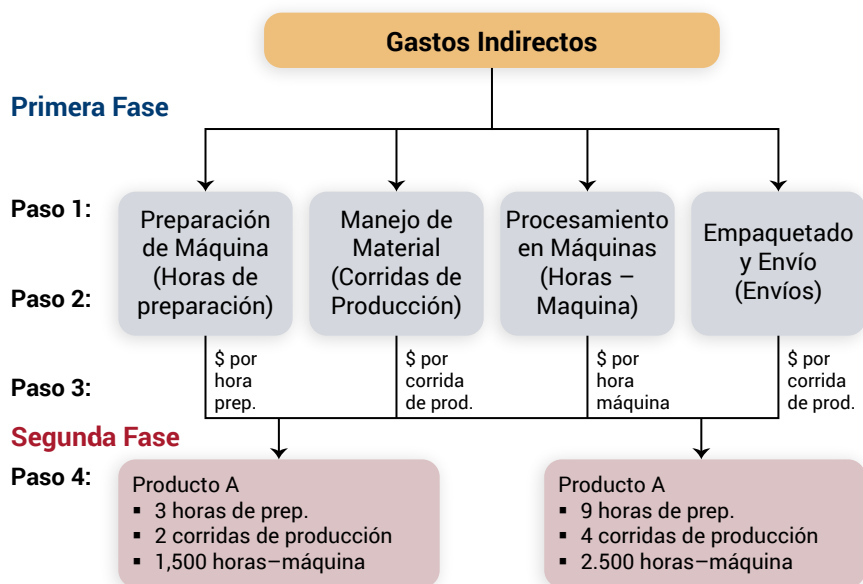 Gastos Indirectos
Primera Fase
Paso 1:
Preparación
de Máquina
(Horas de
preparación)
Manejo de
Material
(Corridas de
Producción)
Procesamiento
en Máquinas
(Horas –
Maquina)
Empaquetado
y Envío
(Envíos)
Paso 2:
Paso 3:
$ por
hora
prep.
$ por
corrida
de prod.
$ por
hora
máquina
$ por
corrida
de prod.
Segunda Fase
Paso 4:
Producto A
▪ 3 horas de prep.
▪ 2 corridas de producción
▪ 1,500 horas–máquina
Producto A
▪ 9 horas de prep.
▪ 4 corridas de producción
▪ 2.500 horas–máquina